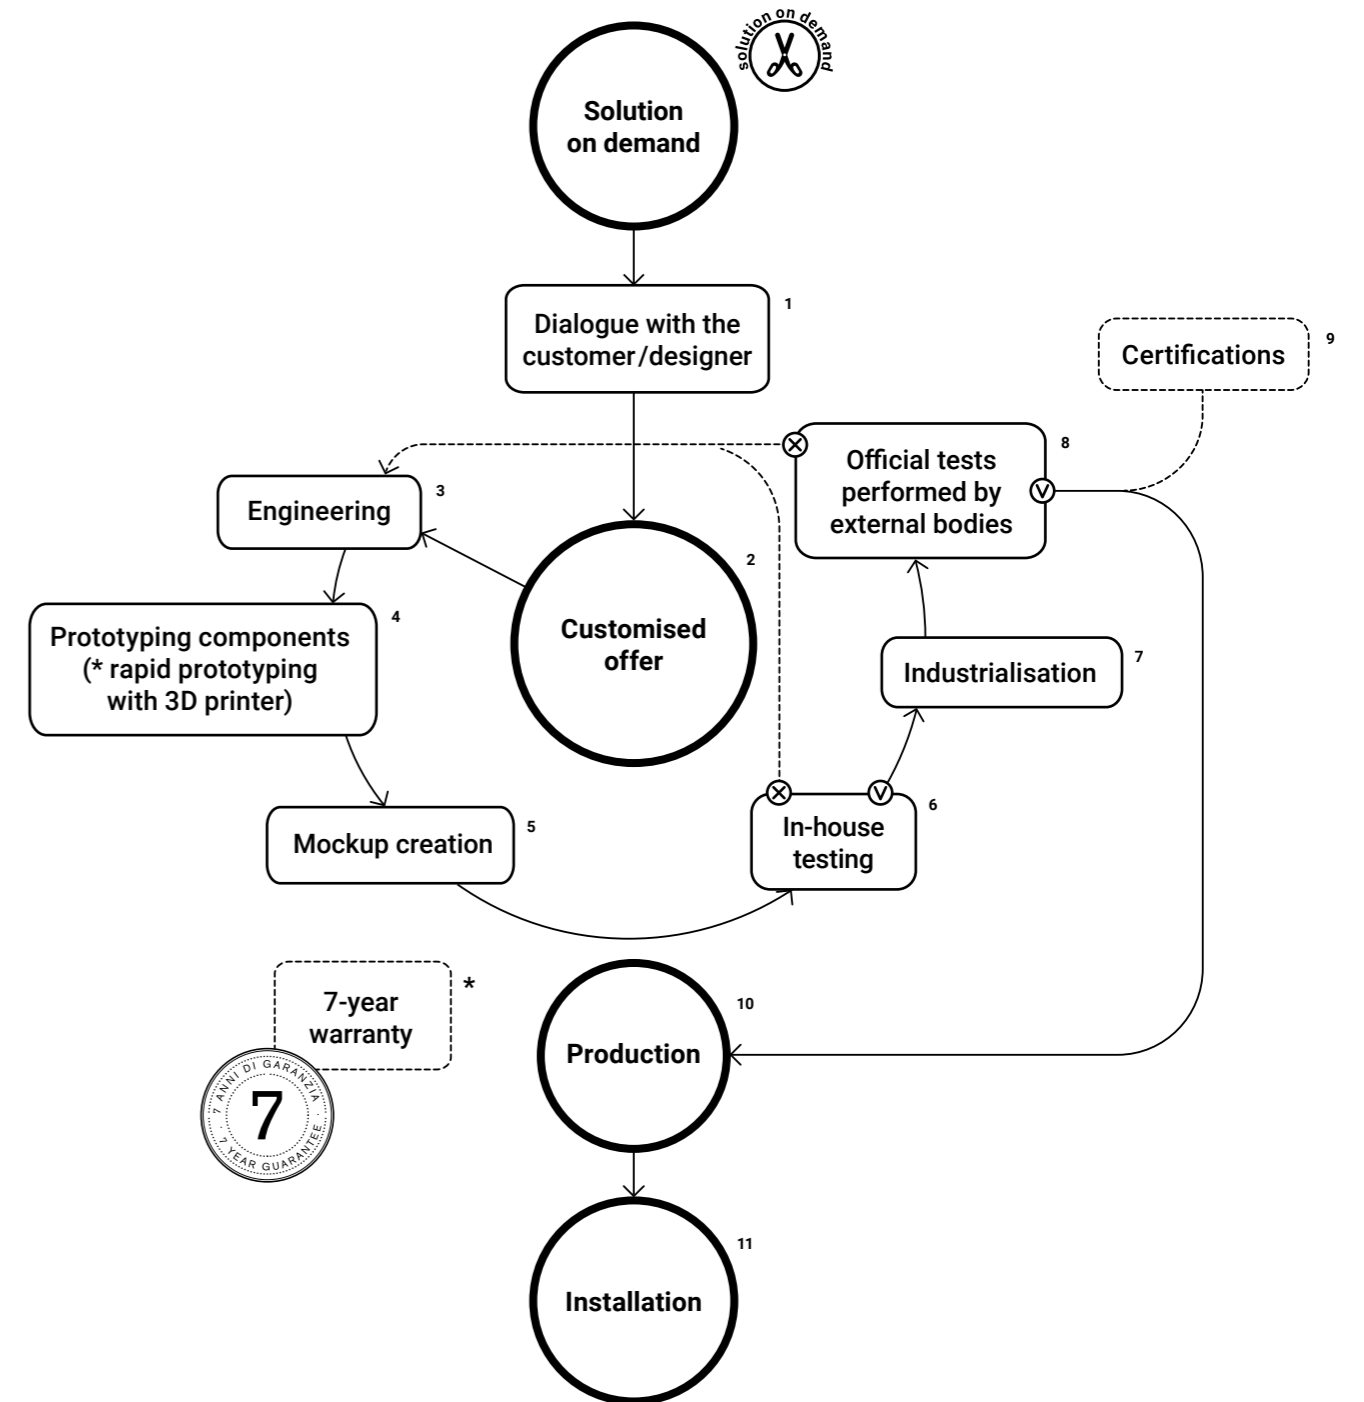 solution on demand
Solution
on demand
1
Dialogue with the
customer/designer
9
Certifications
8
Official tests
performed by
external bodies
V
3
Engineering
2
Customised
offer
4
Prototyping components
(* rapid prototyping
with 3D printer)
7
Industrialisation
V
6
In-house
testing
5
Mockup creation
*
7-year
warranty
7 ANNI DI GARANZIA
7
7 YEAR GUARANTEE
10
Production
11
Installation